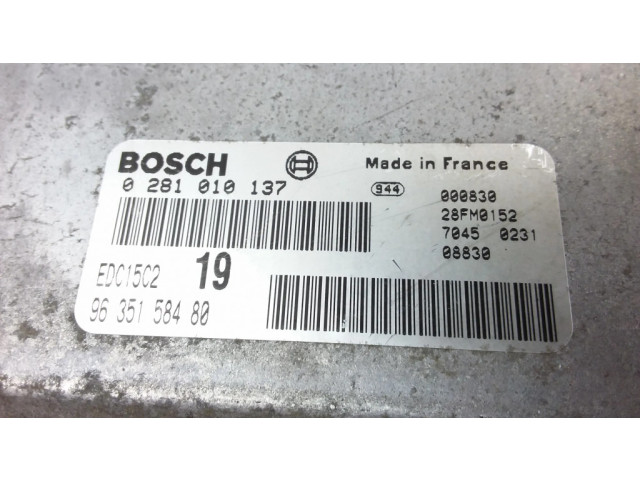 BOSCH Made in France
0 281 010 137 944 000830
28FM0152
7045 0231
EDC15C2 19 08830
96 351 584 80